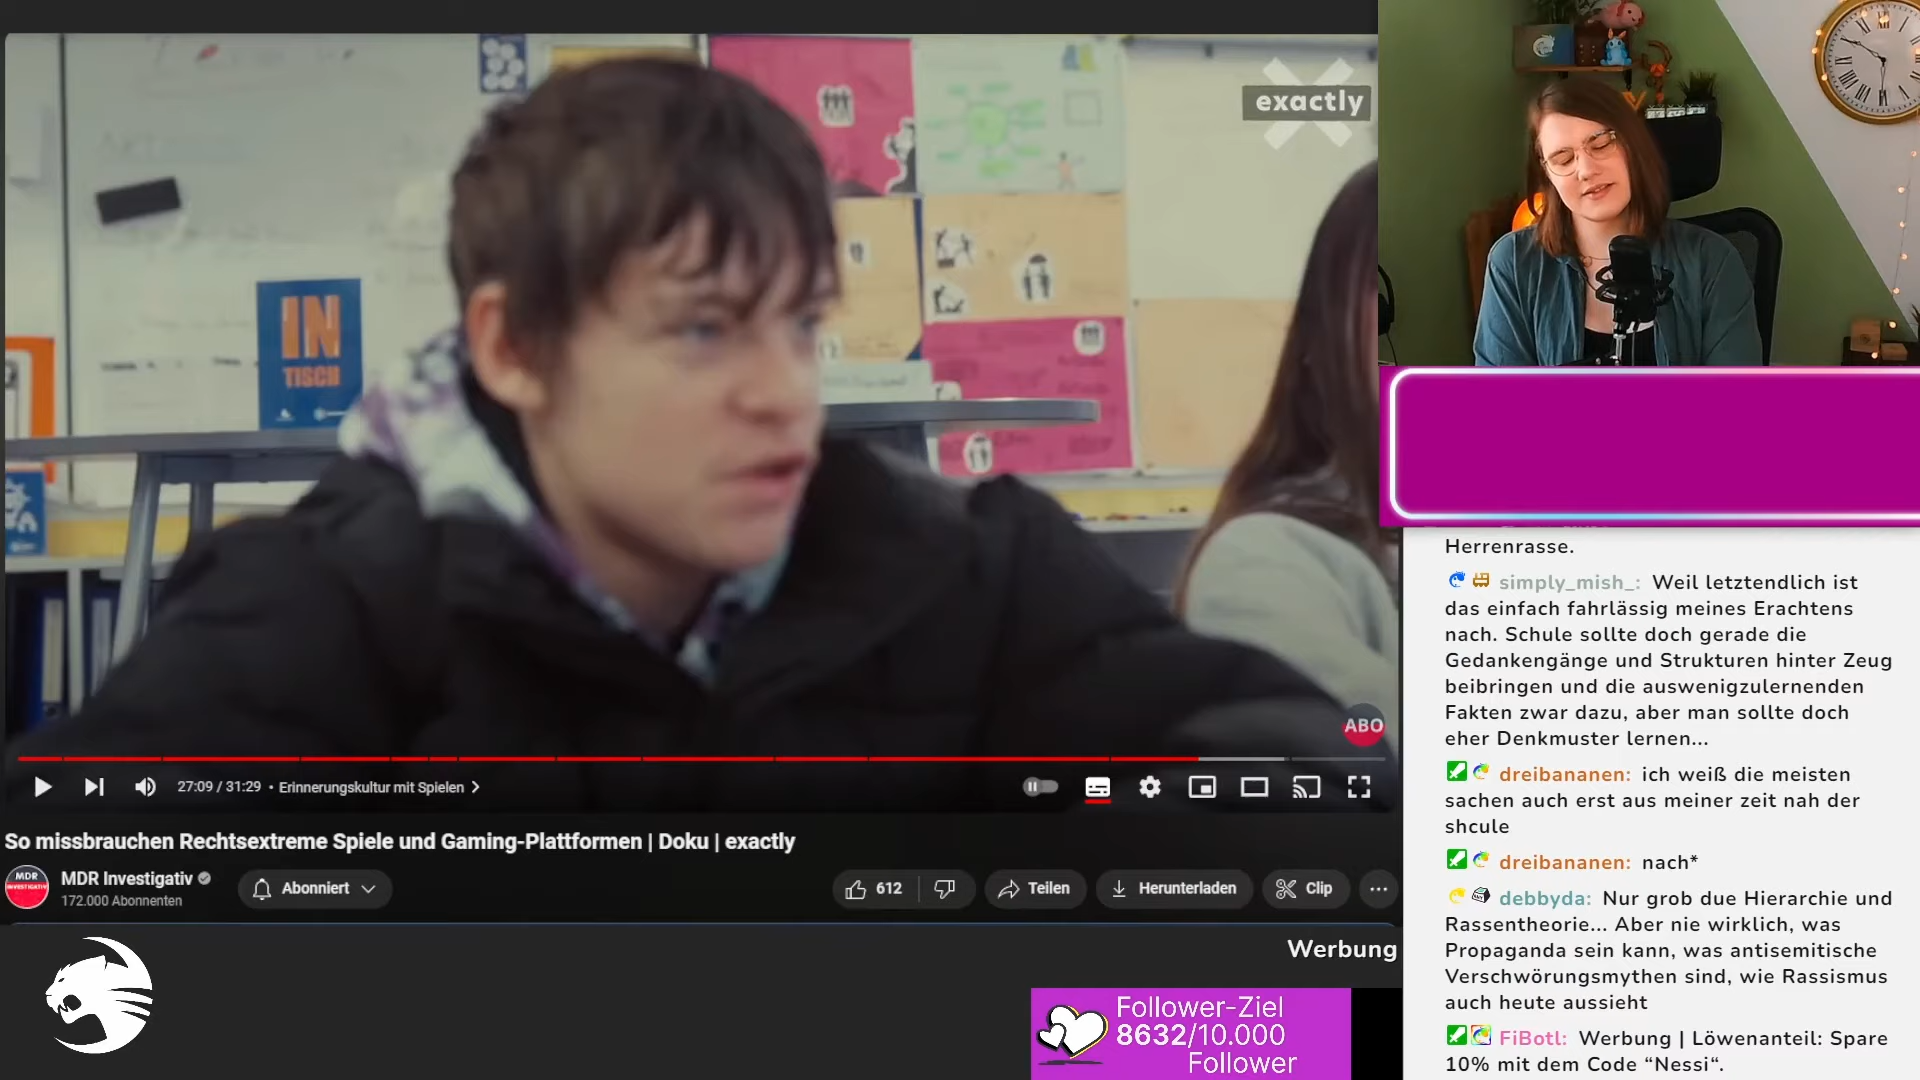 exactly
IN
TISCH
ABO
27:09 / 31:29 • Erinnerungskultur mit Spielen
So missbrauchen Rechtsextreme Spiele und Gaming-Plattformen | Doku | exactly
MDR
INVESTIGATIV
MDR Investigativ
172.000 Abonnenten
Abonniert
612
Teilen
Herunterladen
Clip
Werbung
Follower-Ziel
8632/10.000
Follower
Herrenrasse.
simply_mish_: Weil letztendlich ist
das einfach fahrlässig meines Erachtens
nach. Schule sollte doch gerade die
Gedankengänge und Strukturen hinter Zeug
beibringen und die auswenigzulernenden
Fakten zwar dazu, aber man sollte doch
eher Denkmuster lernen...
dreibananen: ich weiß die meisten
sachen auch erst aus meiner zeit nah der
shcule
dreibananen: nach*
debbyda: Nur grob due Hierarchie und
Rassentheorie... Aber nie wirklich, was
Propaganda sein kann, was antisemitische
Verschwörungsmythen sind, wie Rassismus
auch heute aussieht
FiBotl: Werbung | Löwenanteil: Spare
10% mit dem Code “Nessi“.